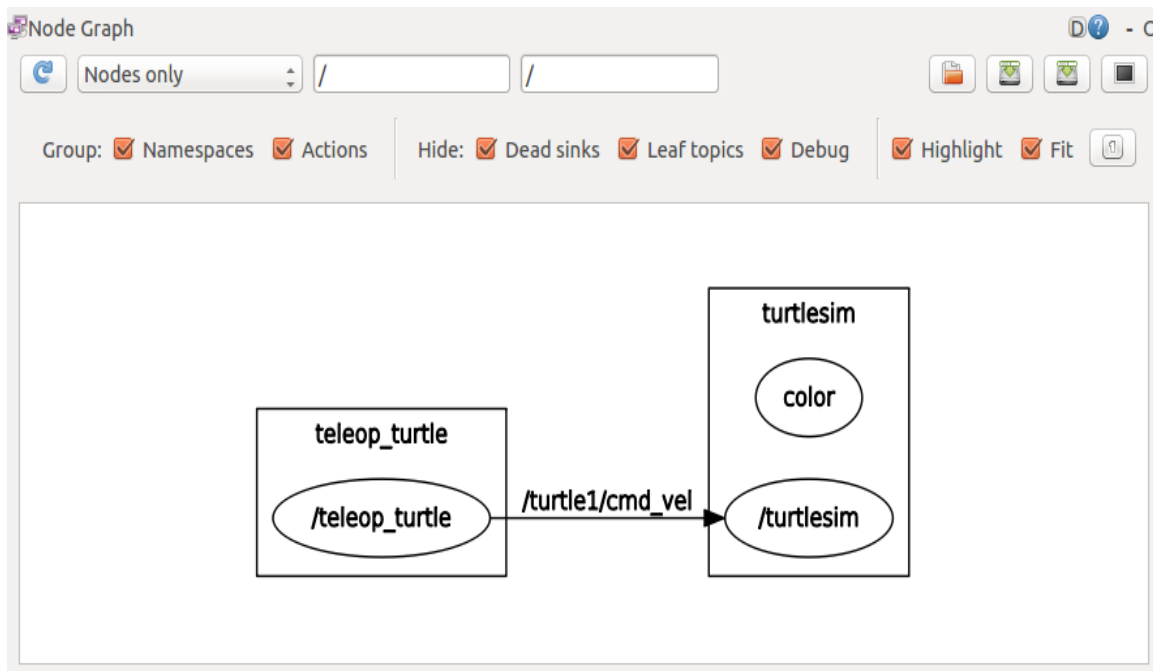 Node Graph D ? - C
Nodes only / /
Group: Namespaces Actions Hide: Dead sinks Leaf topics Debug Highlight Fit
turtlesim
color
teleop_turtle
/teleop_turtle /turtle1/cmd_vel /turtlesim